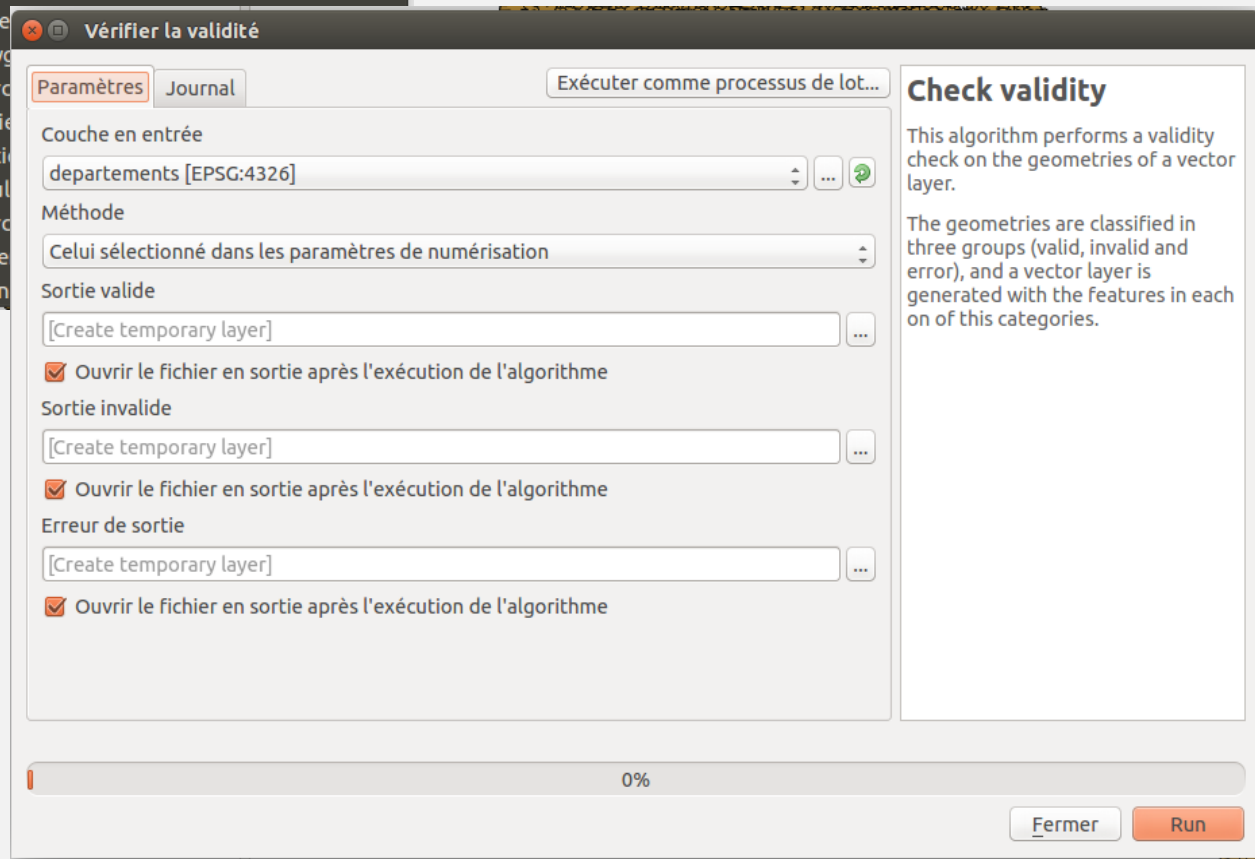 Vérifier la validité
Paramètres
Journal
Exécuter comme processus de lot...
Couche en entrée
departements [EPSG:4326]
...
Méthode
Celui sélectionné dans les paramètres de numérisation
Sortie valide
[Create temporary layer]
...
Ouvrir le fichier en sortie après l'exécution de l'algorithme
Sortie invalide
[Create temporary layer]
...
Ouvrir le fichier en sortie après l'exécution de l'algorithme
Erreur de sortie
[Create temporary layer]
...
Ouvrir le fichier en sortie après l'exécution de l'algorithme
Check validity
This algorithm performs a validity
check on the geometries of a vector
layer.
The geometries are classified in
three groups (valid, invalid and
error), and a vector layer is
generated with the features in each
on of this categories.
0%
Fermer
Run